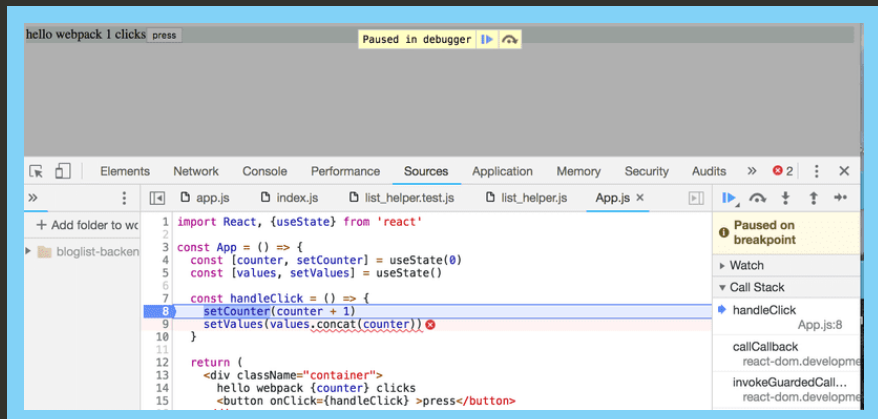 hello webpack 1 clicks press
Paused in debugger
Elements Network Console Performance Sources Application Memory Security Audits » 2
» app.js index.js list_helper.test.js list_helper.js App.js ×
+ Add folder to wc
bloglist-backen
1 import React, {useState} from 'react'
2
3 const App = () => {
4 const [counter, setCounter] = useState(0)
5 const [values, setValues] = useState()
6
7 const handleClick = () => {
8 setCounter(counter + 1)
9 setValues(values.concat(counter))
10 }
11
12 return (
13 <div className="container">
14 hello webpack {counter} clicks
15 <button onClick={handleClick} >press</button>
Paused on
breakpoint
Watch
Call Stack
handleClick
App.js:8
callCallback
react-dom.developme
invokeGuardedCall...
react-dom.developme